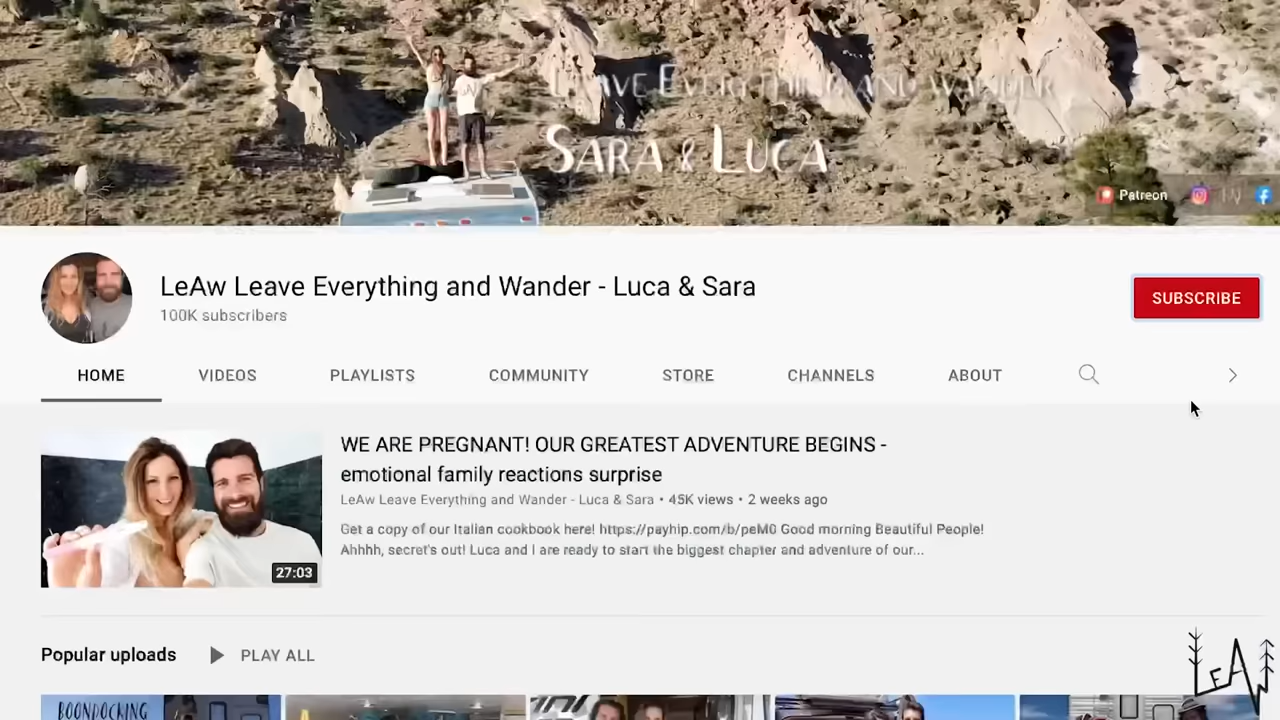 LEAVE EVERYTHING AND WANDER
SARA & LUCA
Patreon
LeAw Leave Everything and Wander - Luca & Sara
100K subscribers
SUBSCRIBE
HOME VIDEOS PLAYLISTS COMMUNITY STORE CHANNELS ABOUT
WE ARE PREGNANT! OUR GREATEST ADVENTURE BEGINS -
emotional family reactions surprise
LeAw Leave Everything and Wander - Luca & Sara • 45K views • 2 weeks ago
Get a copy of our Italian cookbook here! https://payhip.com/b/peMO Good morning Beautiful People!
Ahhhh, secret's out! Luca and I are ready to start the biggest chapter and adventure of our...
27:03
Popular uploads PLAY ALL
LEAW
BOONDOCKING